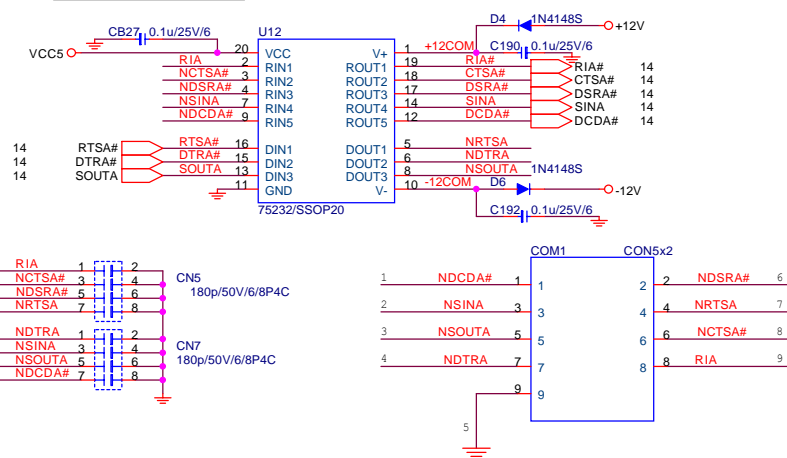 CB27 0.1u/25V/6 U12 D4 1N4148S +12V
VCC5 20 VCC V+ 1 +12COM C190 0.1u/25V/6
RIA 2 RIN1 ROUT1 19 RIA# RIA# 14
NCTSA# 3 RIN2 ROUT2 18 CTSA# CTSA# 14
NDSRA# 4 RIN3 ROUT3 17 DSRA# DSRA# 14
NSINA 7 RIN4 ROUT4 14 SINA SINA 14
NDCDA# 9 RIN5 ROUT5 12 DCDA# DCDA# 14
14 RTSA# RTSA# 16 DIN1 DOUT1 5 NRTSA
14 DTRA# DTRA# 15 DIN2 DOUT2 6 NDTRA
14 SOUTA SOUTA 13 DIN3 DOUT3 8 NSOUTA 1N4148S
11 GND V- 10 -12COM D6 -12V
75232/SSOP20 C192 0.1u/25V/6
RIA 1 2
NCTSA# 3 4 CN5
NDSRA# 5 6 180p/50V/6/8P4C
NRTSA 7 8
NDTRA 1 2
NSINA 3 4 CN7
NSOUTA 5 6 180p/50V/6/8P4C
NDCDA# 7 8
COM1 CON5x2
1 NDCDA# 1 1 2 2 NDSRA# 6
2 NSINA 3 3 4 4 NRTSA 7
3 NSOUTA 5 5 6 6 NCTSA# 8
4 NDTRA 7 7 8 8 RIA 9
9 9
5